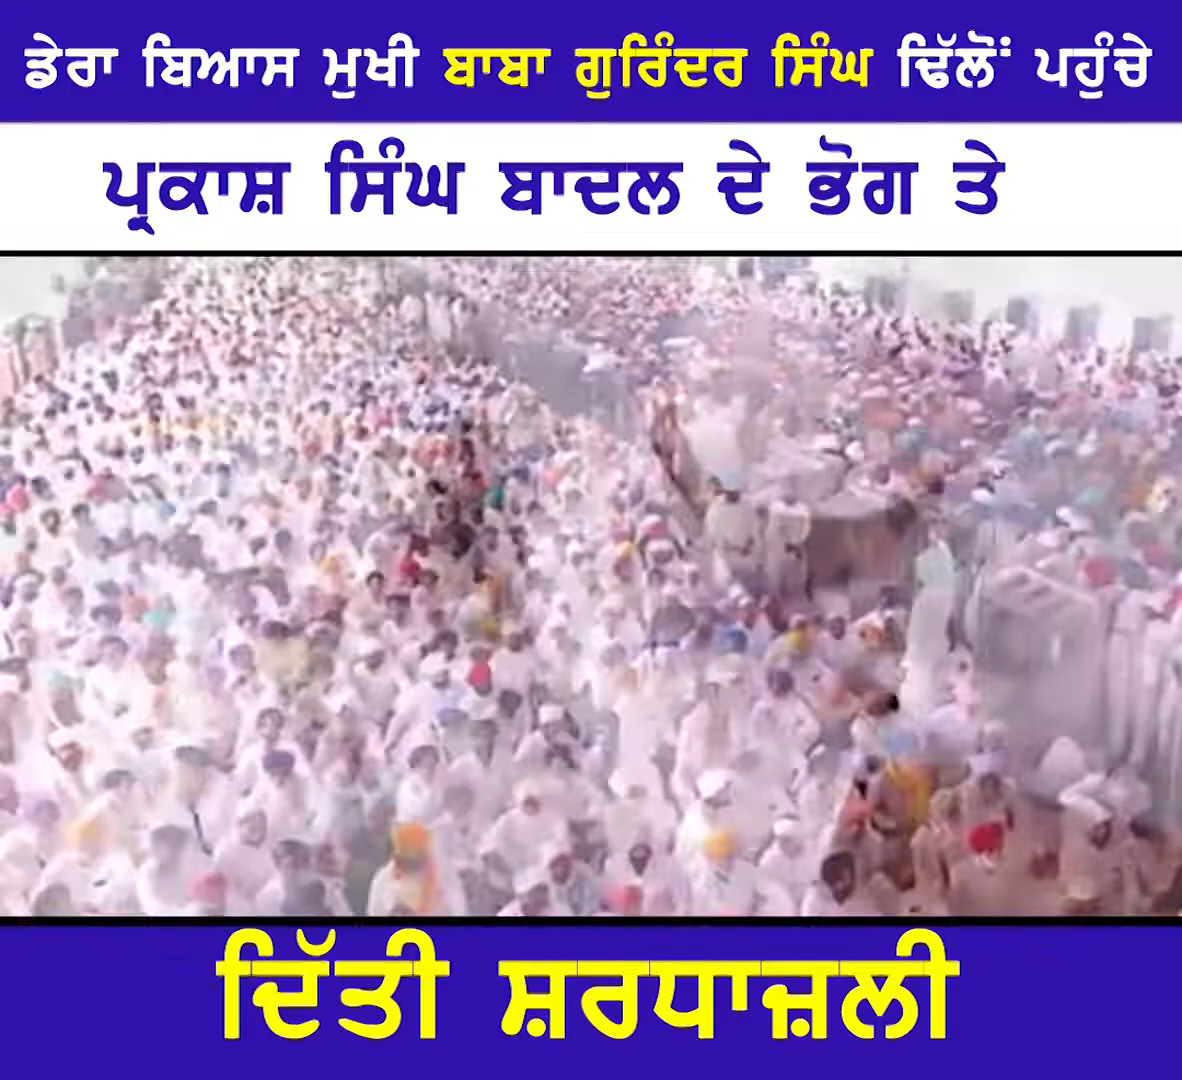 ਡੇਰਾ ਬਿਆਸ ਮੁਖੀ ਬਾਬਾ ਗੁਰਿੰਦਰ ਸਿੰਘ ਢਿੱਲੋਂ ਪਹੁੰਚੇ
ਪ੍ਰਕਾਸ਼ ਸਿੰਘ ਬਾਦਲ ਦੇ ਭੋਗ ਤੇ
ਦਿੱਤੀ ਸ਼ਰਧਾਜ਼ਲੀ